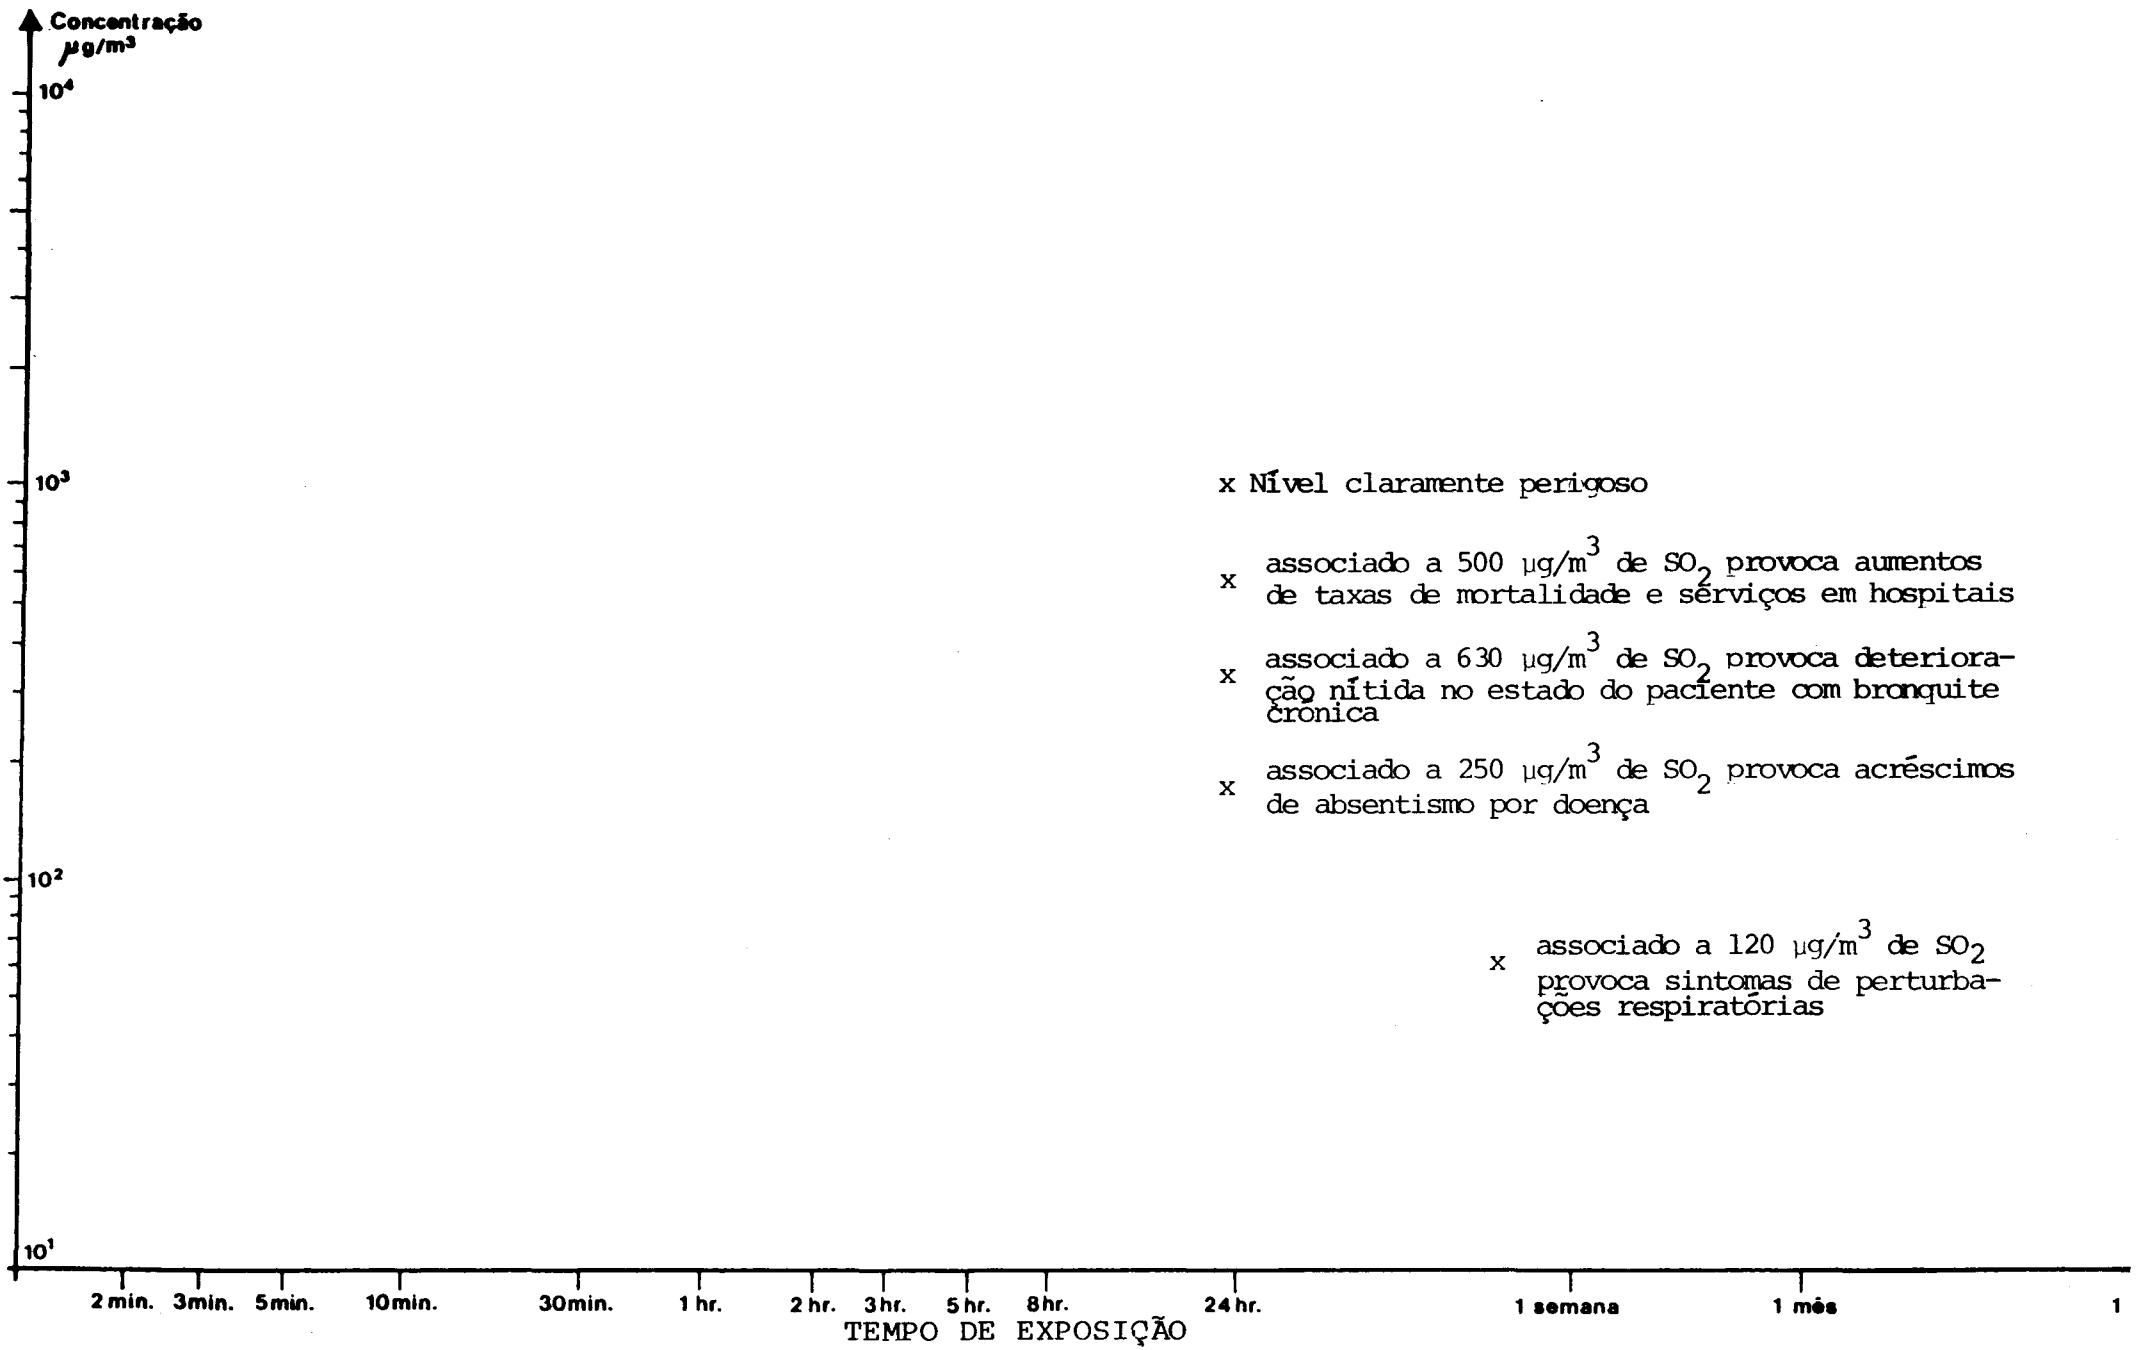 Concentração
µg/m³
10⁴
10³
x Nível claramente perigoso
x associado a 500 µg/m³ de SO₂ provoca aumentos
de taxas de mortalidade e serviços em hospitais
x associado a 630 µg/m³ de SO₂ provoca deteriora-
ção nítida no estado do paciente com bronquite
crónica
x associado a 250 µg/m³ de SO₂ provoca acréscimos
de absentismo por doença
10²
x associado a 120 µg/m³ de SO₂
provoca sintomas de perturba-
ções respiratórias
10¹
2 min. 3min. 5min. 10min. 30min. 1 hr. 2 hr. 3 hr. 5 hr. 8hr. 24 hr. 1 semana 1 mês 1
TEMPO DE EXPOSIÇÃO